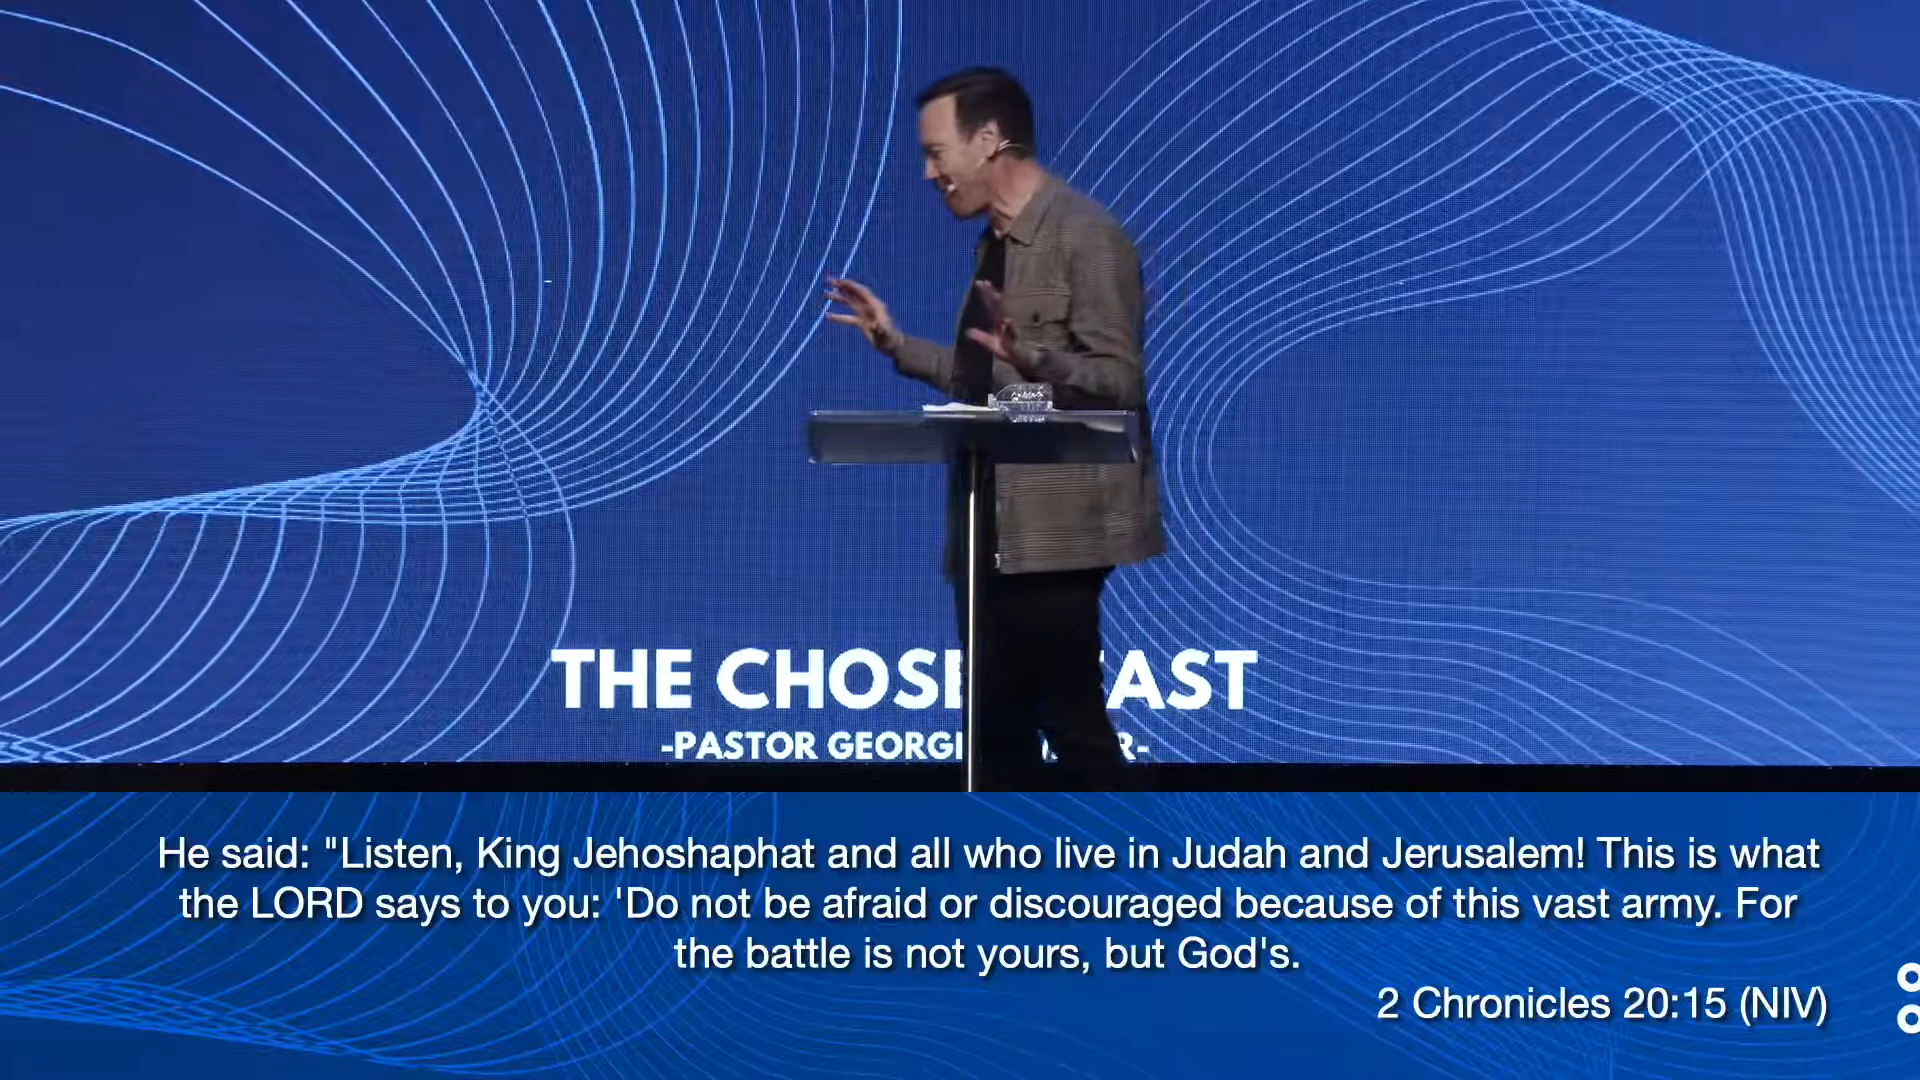 THE CHOSE AST
-PASTOR GEORG R-
He said: "Listen, King Jehoshaphat and all who live in Judah and Jerusalem! This is what
the LORD says to you: 'Do not be afraid or discouraged because of this vast army. For
the battle is not yours, but God's.
2 Chronicles 20:15 (NIV)